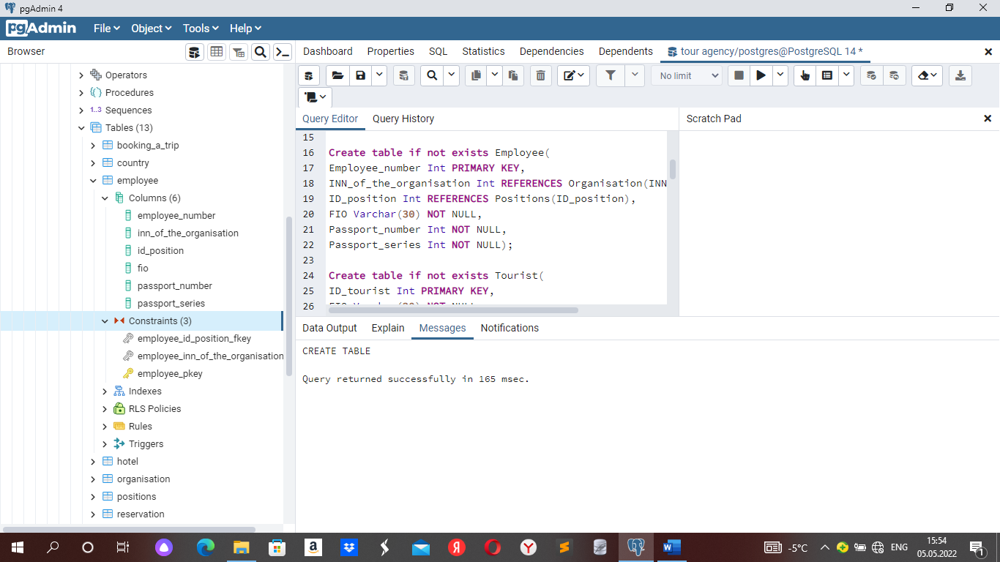 pgAdmin 4
pgAdmin File Object Tools Help
Browser
Dashboard Properties SQL Statistics Dependencies Dependents tour agency/postgres@PostgreSQL 14 *
No limit
Operators
Procedures
1..3 Sequences
Tables (13)
booking_a_trip
country
employee
Columns (6)
employee_number
inn_of_the_organisation
id_position
fio
passport_number
passport_series
Constraints (3)
employee_id_position_fkey
employee_inn_of_the_organisation
employee_pkey
Indexes
RLS Policies
Rules
Triggers
hotel
organisation
positions
reservation
Query Editor Query History
Scratch Pad
15
16 Create table if not exists Employee(
17 Employee_number Int PRIMARY KEY,
18 INN_of_the_organisation Int REFERENCES Organisation(INN
19 ID_position Int REFERENCES Positions(ID_position),
20 FIO Varchar(30) NOT NULL,
21 Passport_number Int NOT NULL,
22 Passport_series Int NOT NULL);
23
24 Create table if not exists Tourist(
25 ID_tourist Int PRIMARY KEY,
26
Data Output Explain Messages Notifications
CREATE TABLE
Query returned successfully in 165 msec.
-5°C ENG 15:54
05.05.2022
1